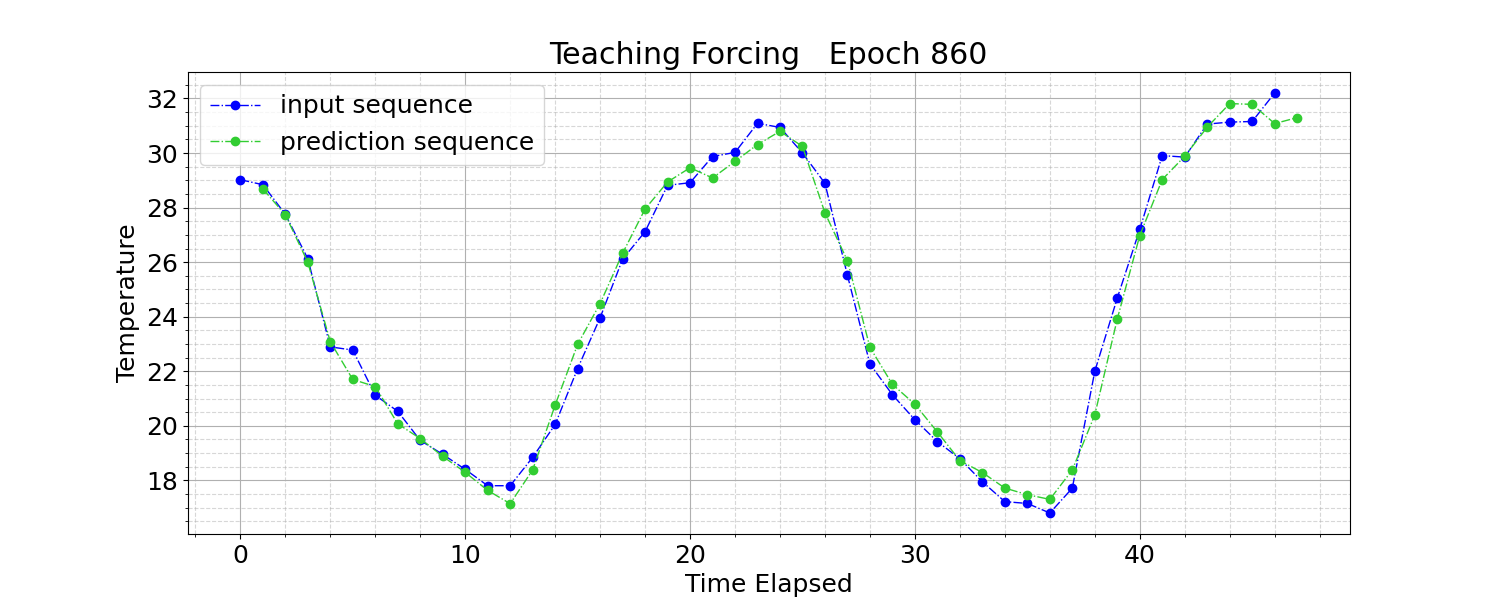 Teaching Forcing   Epoch 860
input sequence
prediction sequence
32
30
28
26
24
22
20
18
Temperature
0 10 20 30 40
Time Elapsed